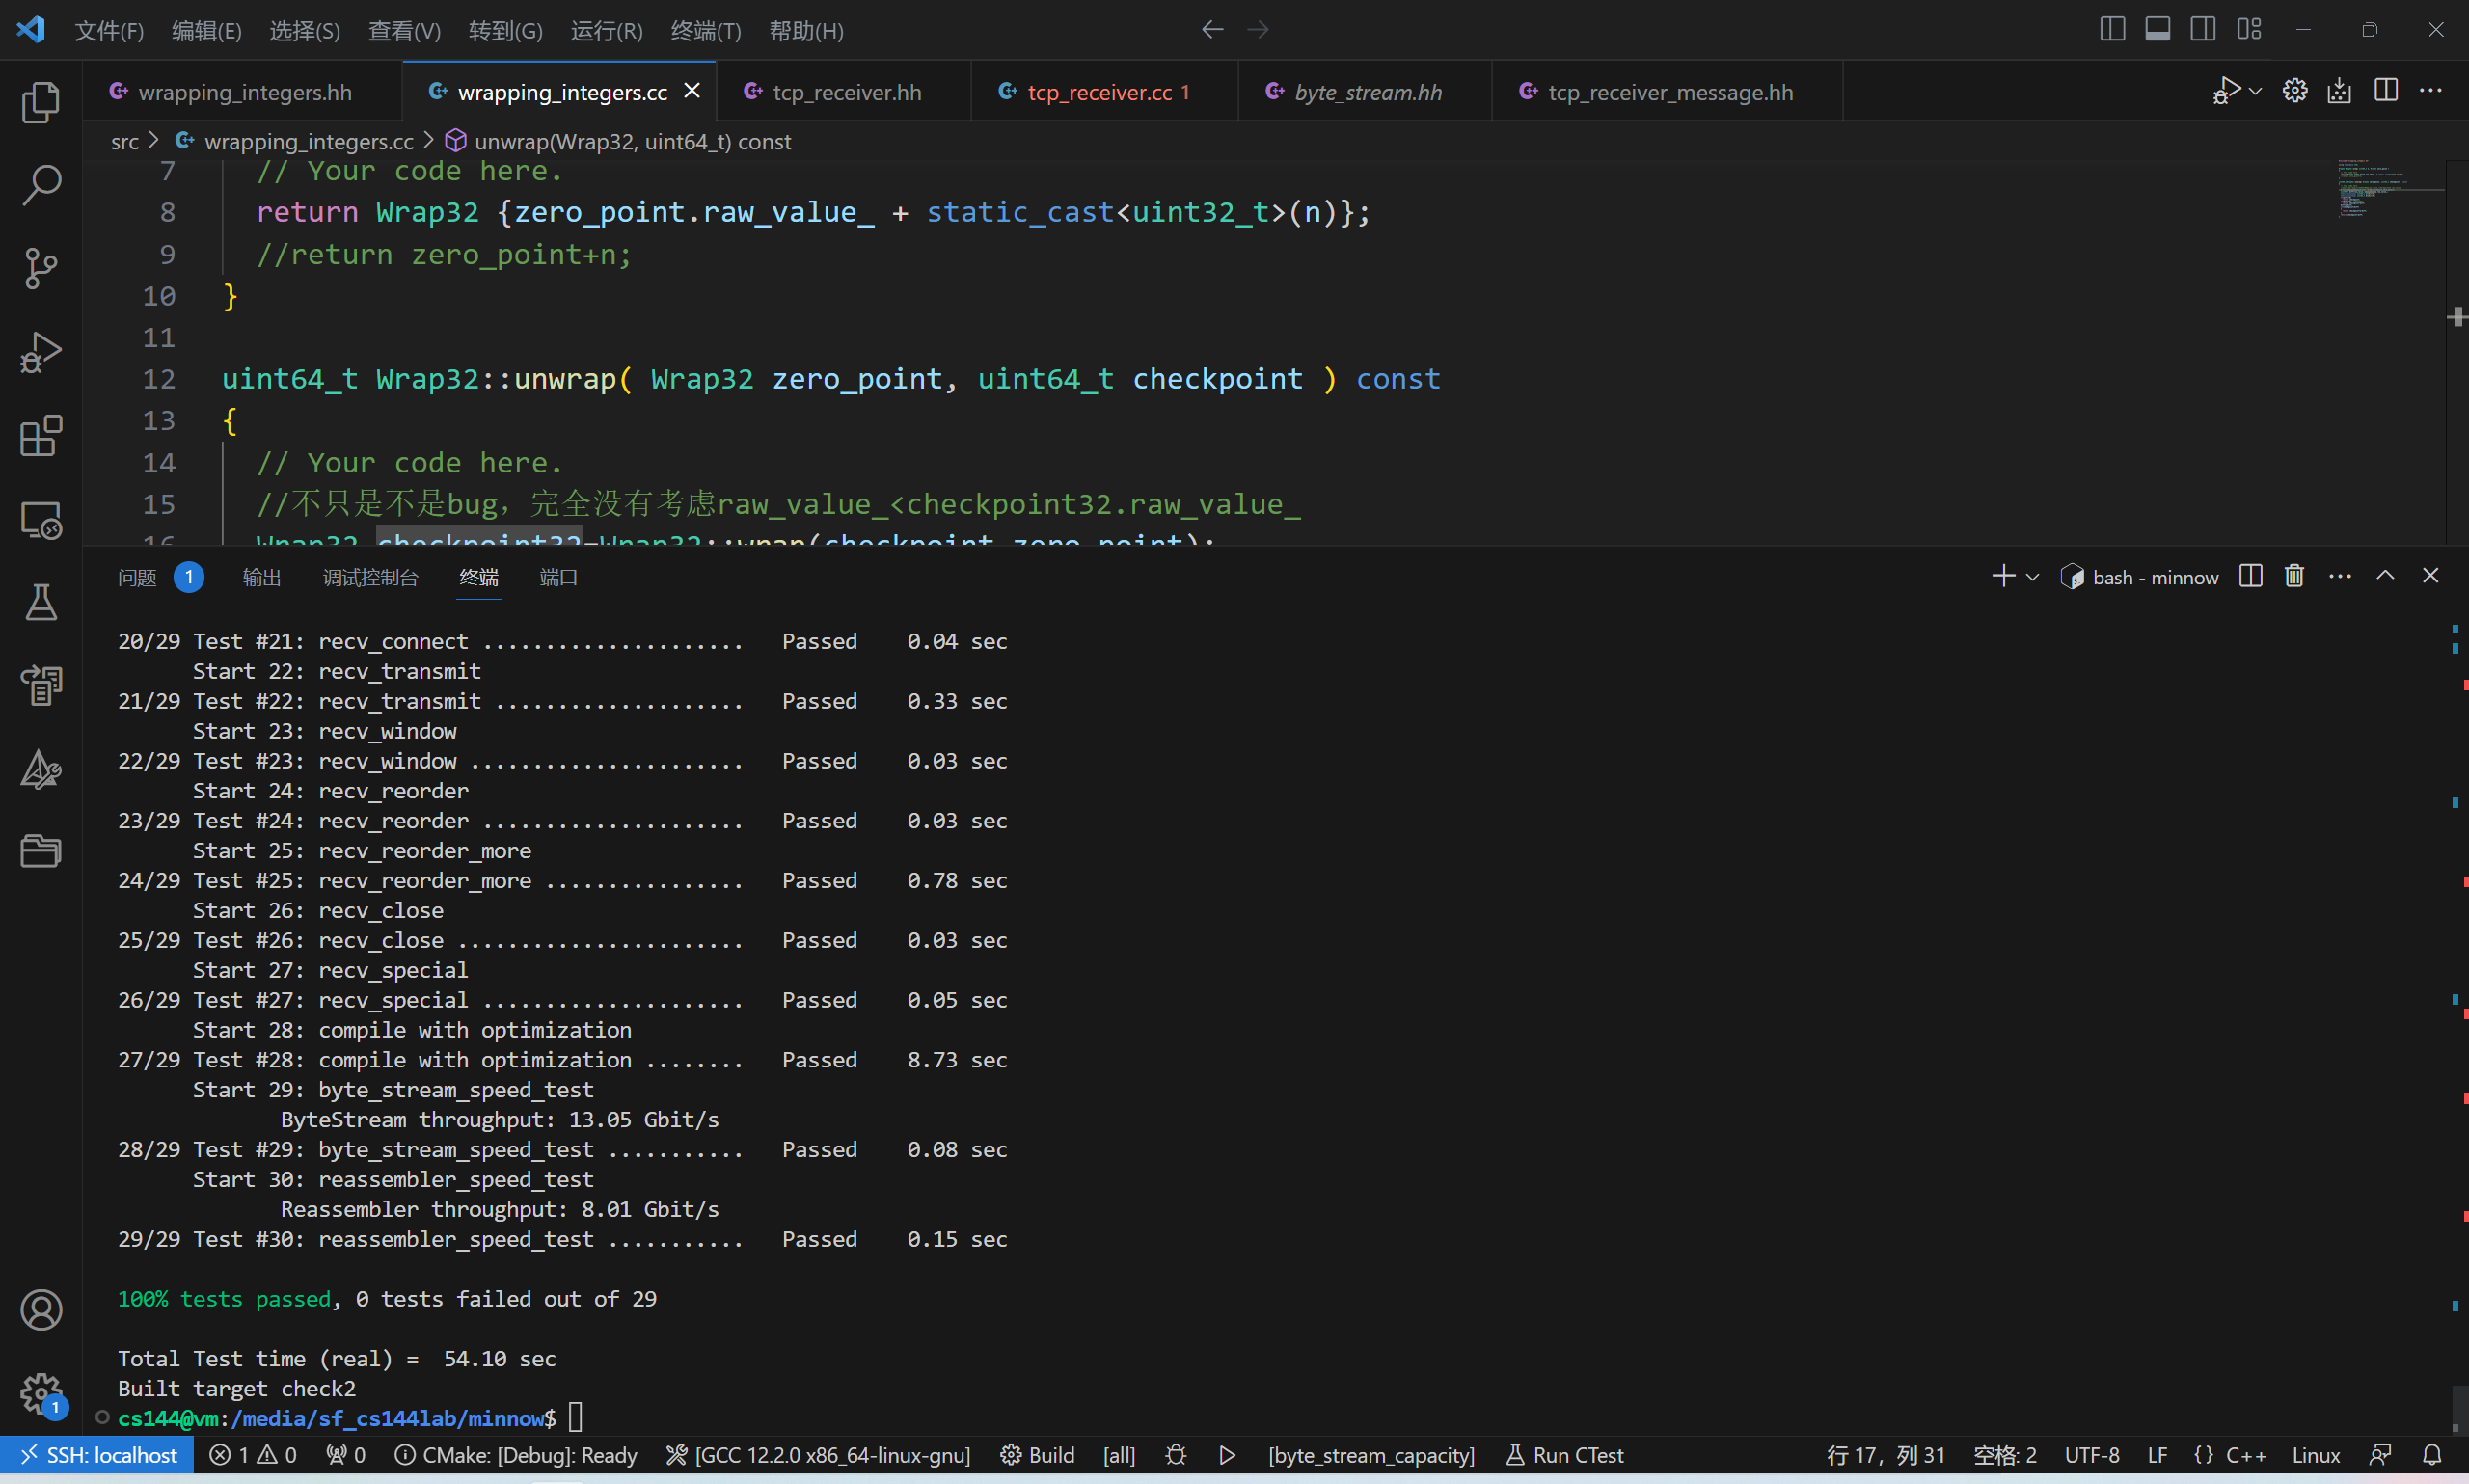 文件(F) 编辑(E) 选择(S) 查看(V) 转到(G) 运行(R) 终端(T) 帮助(H)
wrapping_integers.hh wrapping_integers.cc tcp_receiver.hh tcp_receiver.cc 1 byte_stream.hh tcp_receiver_message.hh
src > wrapping_integers.cc > unwrap(Wrap32, uint64_t) const
7 // Your code here.
8 return Wrap32 {zero_point.raw_value_ + static_cast<uint32_t>(n)};
9 //return zero_point+n;
10 }
11
12 uint64_t Wrap32::unwrap( Wrap32 zero_point, uint64_t checkpoint ) const
13 {
14 // Your code here.
15 //不只是不是bug，完全没有考虑raw_value_<checkpoint32.raw_value_
16 Wrap32 checkpoint32=Wrap32::wrap(checkpoint,zero_point);
问题 1 输出 调试控制台 终端 端口 bash - minnow
20/29 Test #21: recv_connect ..................... Passed 0.04 sec
Start 22: recv_transmit
21/29 Test #22: recv_transmit .................... Passed 0.33 sec
Start 23: recv_window
22/29 Test #23: recv_window ...................... Passed 0.03 sec
Start 24: recv_reorder
23/29 Test #24: recv_reorder ..................... Passed 0.03 sec
Start 25: recv_reorder_more
24/29 Test #25: recv_reorder_more ................ Passed 0.78 sec
Start 26: recv_close
25/29 Test #26: recv_close ....................... Passed 0.03 sec
Start 27: recv_special
26/29 Test #27: recv_special ..................... Passed 0.05 sec
Start 28: compile with optimization
27/29 Test #28: compile with optimization ........ Passed 8.73 sec
Start 29: byte_stream_speed_test
ByteStream throughput: 13.05 Gbit/s
28/29 Test #29: byte_stream_speed_test ........... Passed 0.08 sec
Start 30: reassembler_speed_test
Reassembler throughput: 8.01 Gbit/s
29/29 Test #30: reassembler_speed_test ........... Passed 0.15 sec
100% tests passed, 0 tests failed out of 29
Total Test time (real) = 54.10 sec
Built target check2
cs144@vm:/media/sf_cs144lab/minnow$
1
SSH: localhost 1 0 0 CMake: [Debug]: Ready [GCC 12.2.0 x86_64-linux-gnu] Build [all] [byte_stream_capacity] Run CTest 行 17，列 31 空格: 2 UTF-8 LF {} C++ Linux